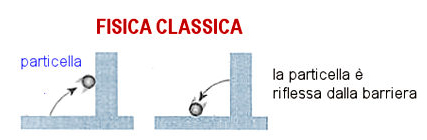 FISICA CLASSICA
particella
la particella è
riflessa dalla barriera